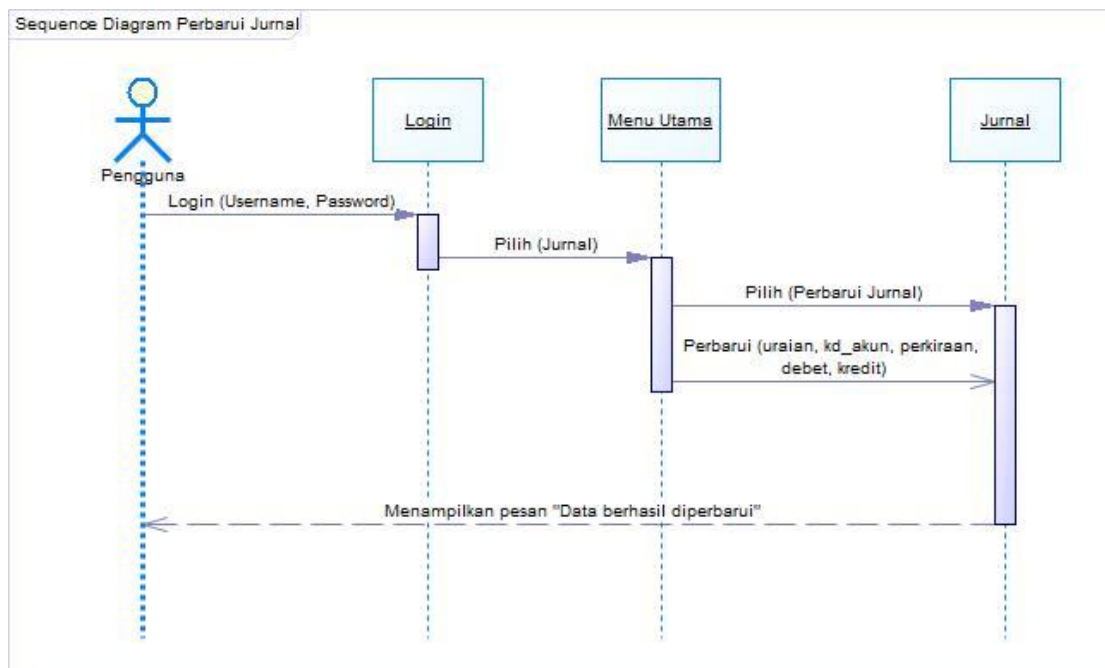 Sequence Diagram Perbarui Jurnal
Login
Menu Utama
Jurnal
Pengguna
Login (Username, Password)
Pilih (Jurnal)
Pilih (Perbarui Jurnal)
Perbarui (uraian, kd_akun, perkiraan,
debet, kredit)
Menampilkan pesan "Data berhasil diperbarui"